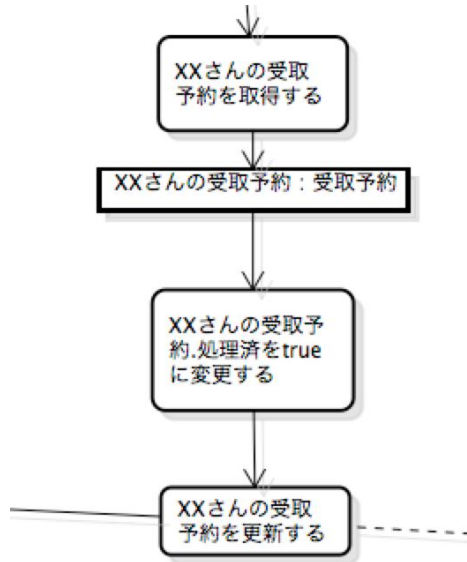 XXさんの受取
予約を取得する
XXさんの受取予約：受取予約
XXさんの受取予
約.処理済をtrue
に変更する
XXさんの受取
予約を更新する